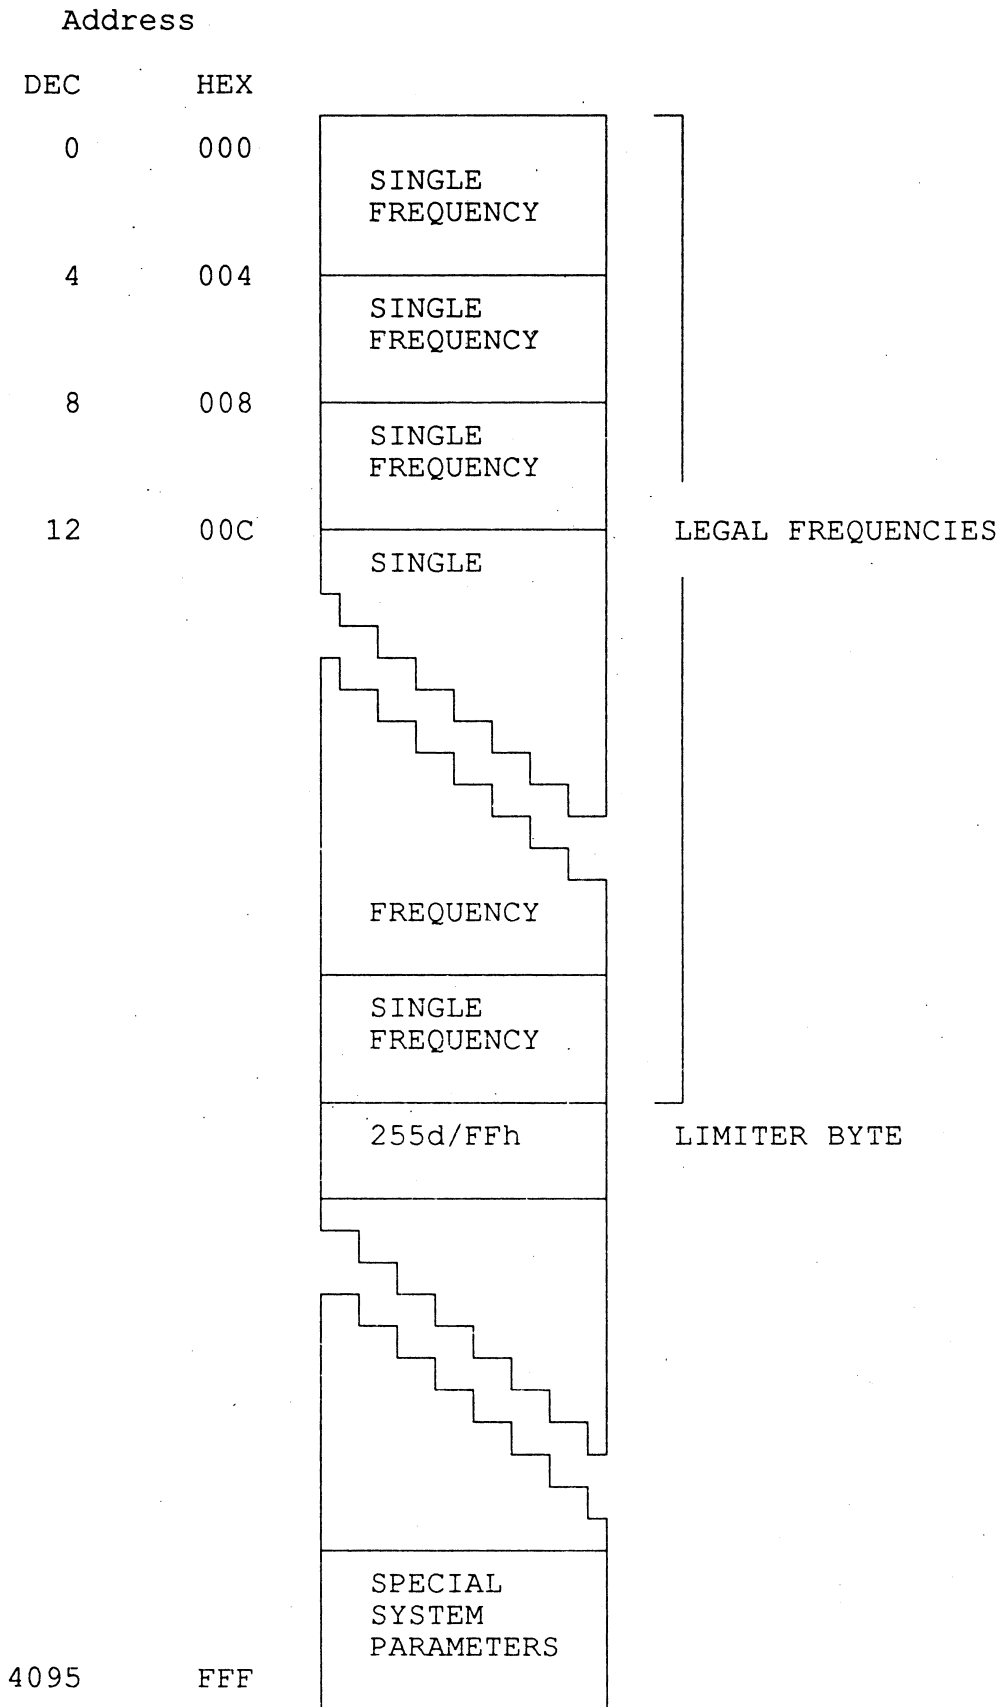 Address
DEC HEX
0 000
SINGLE
FREQUENCY
4 004
SINGLE
FREQUENCY
8 008
SINGLE
FREQUENCY
12 00C LEGAL FREQUENCIES
SINGLE
FREQUENCY
SINGLE
FREQUENCY
255d/FFh LIMITER BYTE
SPECIAL
SYSTEM
PARAMETERS
4095 FFF